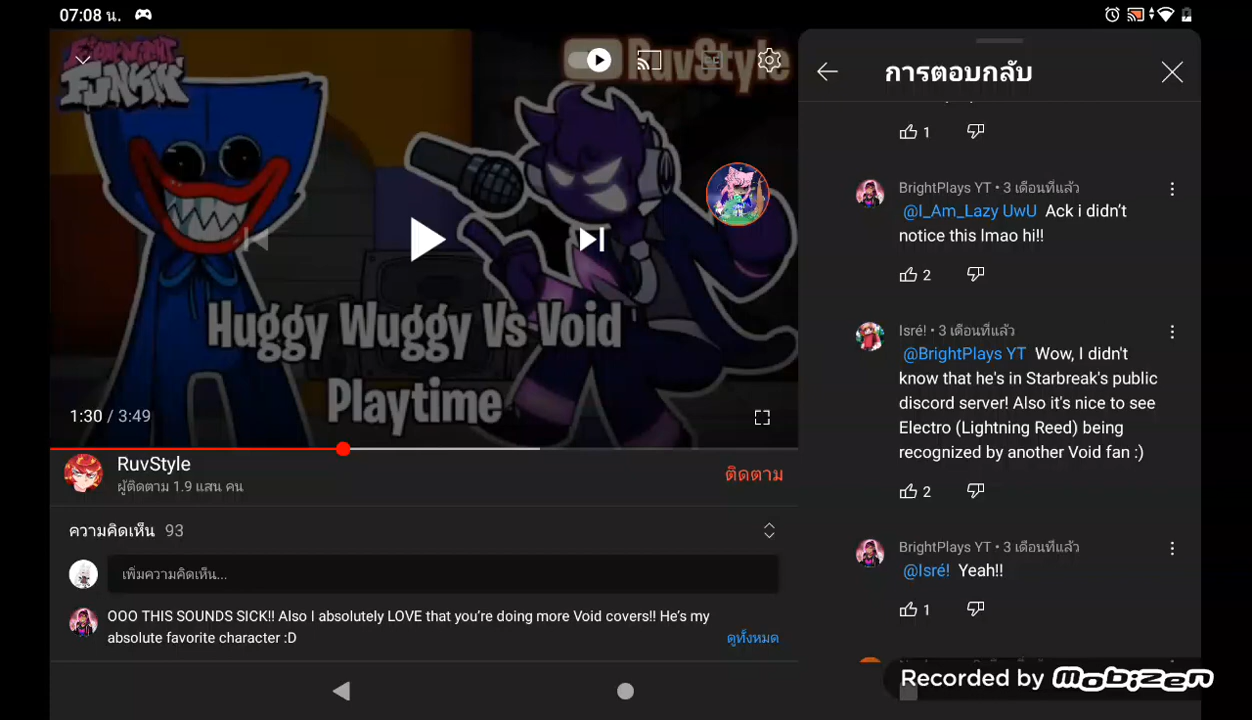 07:08 น.
FRIDAY NIGHT
FUNKIN'
RuvStyle
Huggy Wuggy Vs Void
Playtime
1:30 / 3:49
RuvStyle
ผู้ติดตาม 1.9 แสน คน
ติดตาม
ความคิดเห็น 93
เพิ่มความคิดเห็น...
OOO THIS SOUNDS SICK!! Also I absolutely LOVE that you’re doing more Void covers!! He’s my
absolute favorite character :D
ดูทั้งหมด
การตอบกลับ
1
BrightPlays YT • 3 เดือนที่แล้ว
@I_Am_Lazy UwU Ack i didn’t
notice this lmao hi!!
2
Isré! • 3 เดือนที่แล้ว
@BrightPlays YT Wow, I didn't
know that he's in Starbreak's public
discord server! Also it's nice to see
Electro (Lightning Reed) being
recognized by another Void fan :)
2
BrightPlays YT • 3 เดือนที่แล้ว
@Isré! Yeah!!
1
Recorded by MOBIZEN